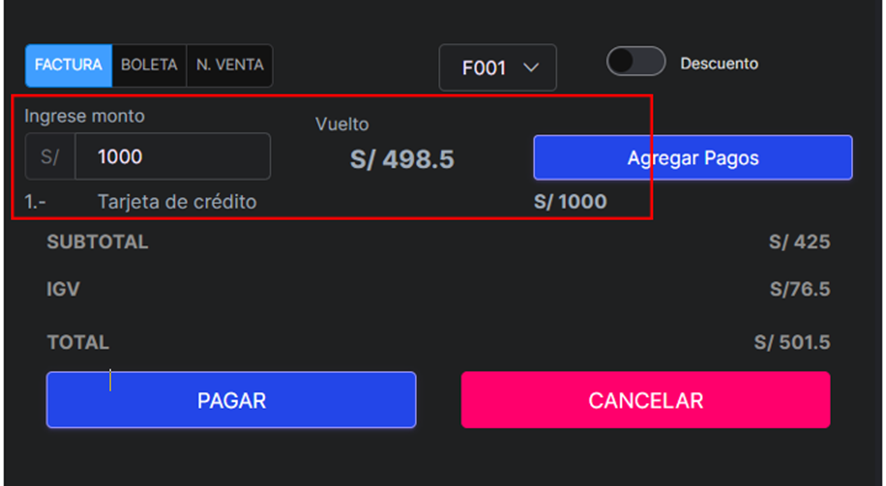 FACTURA BOLETA N. VENTA F001 Descuento
Ingrese monto Vuelto
S/ 1000 S/ 498.5 Agregar Pagos
1.- Tarjeta de crédito S/ 1000
SUBTOTAL S/ 425
IGV S/76.5
TOTAL S/ 501.5
PAGAR CANCELAR